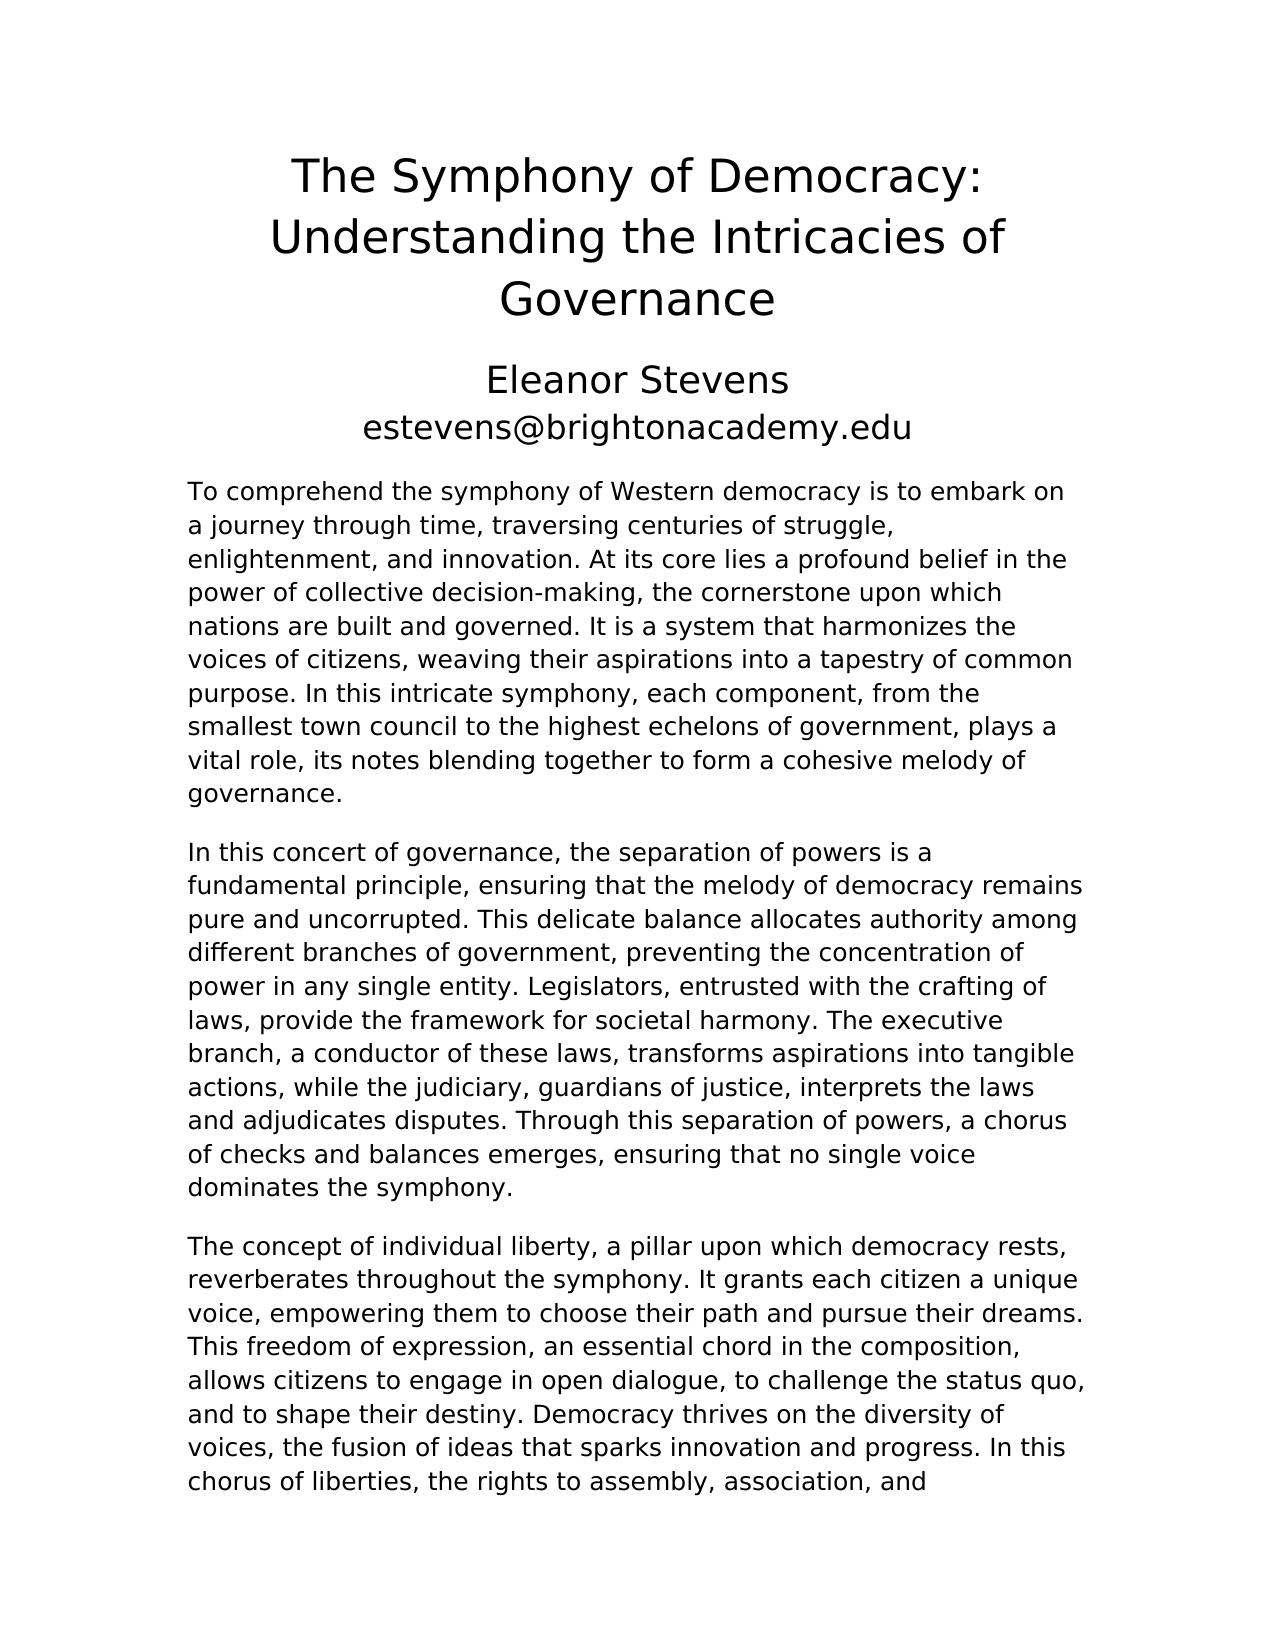 The Symphony of Democracy:
Understanding the Intricacies of
Governance
Eleanor Stevens
estevens@brightonacademy.edu
To comprehend the symphony of Western democracy is to embark on
a journey through time, traversing centuries of struggle,
enlightenment, and innovation. At its core lies a profound belief in the
power of collective decision-making, the cornerstone upon which
nations are built and governed. It is a system that harmonizes the
voices of citizens, weaving their aspirations into a tapestry of common
purpose. In this intricate symphony, each component, from the
smallest town council to the highest echelons of government, plays a
vital role, its notes blending together to form a cohesive melody of
governance.
In this concert of governance, the separation of powers is a
fundamental principle, ensuring that the melody of democracy remains
pure and uncorrupted. This delicate balance allocates authority among
different branches of government, preventing the concentration of
power in any single entity. Legislators, entrusted with the crafting of
laws, provide the framework for societal harmony. The executive
branch, a conductor of these laws, transforms aspirations into tangible
actions, while the judiciary, guardians of justice, interprets the laws
and adjudicates disputes. Through this separation of powers, a chorus
of checks and balances emerges, ensuring that no single voice
dominates the symphony.
The concept of individual liberty, a pillar upon which democracy rests,
reverberates throughout the symphony. It grants each citizen a unique
voice, empowering them to choose their path and pursue their dreams.
This freedom of expression, an essential chord in the composition,
allows citizens to engage in open dialogue, to challenge the status quo,
and to shape their destiny. Democracy thrives on the diversity of
voices, the fusion of ideas that sparks innovation and progress. In this
chorus of liberties, the rights to assembly, association, and